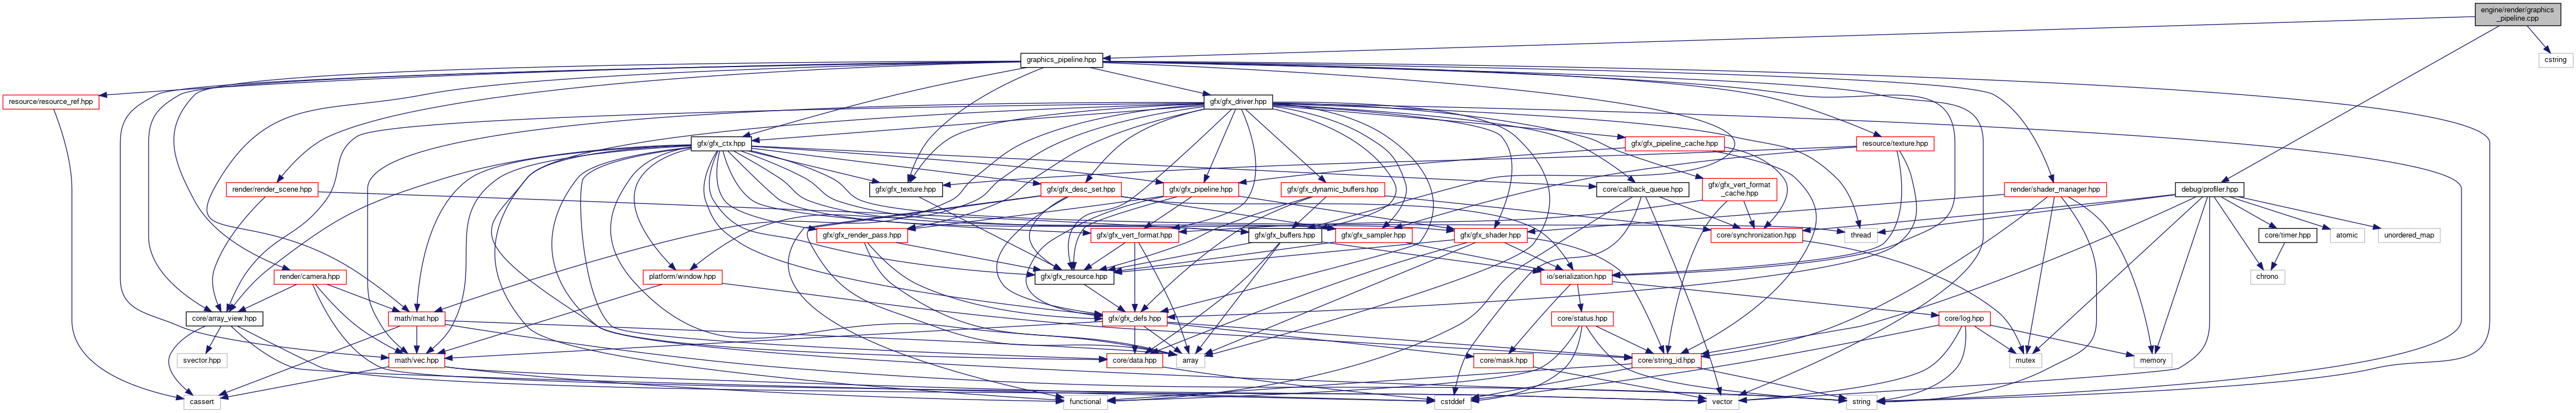 engine/render/graphics
_pipeline.cpp
graphics_pipeline.hpp
cstring
resource/resource_ref.hpp
gfx/gfx_driver.hpp
gfx/gfx_ctx.hpp
gfx/gfx_pipeline_cache.hpp
resource/texture.hpp
render/render_scene.hpp
gfx/gfx_texture.hpp
gfx/gfx_desc_set.hpp
gfx/gfx_pipeline.hpp
gfx/gfx_dynamic_buffers.hpp
core/callback_queue.hpp
gfx/gfx_vert_format
_cache.hpp
render/shader_manager.hpp
debug/profiler.hpp
gfx/gfx_render_pass.hpp
gfx/gfx_vert_format.hpp
gfx/gfx_buffers.hpp
gfx/gfx_sampler.hpp
gfx/gfx_shader.hpp
core/synchronization.hpp
thread
core/timer.hpp
atomic
unordered_map
render/camera.hpp
platform/window.hpp
gfx/gfx_resource.hpp
io/serialization.hpp
chrono
core/array_view.hpp
math/mat.hpp
gfx/gfx_defs.hpp
core/status.hpp
core/log.hpp
svector.hpp
math/vec.hpp
core/data.hpp
array
core/mask.hpp
core/string_id.hpp
mutex
memory
cassert
functional
cstddef
vector
string